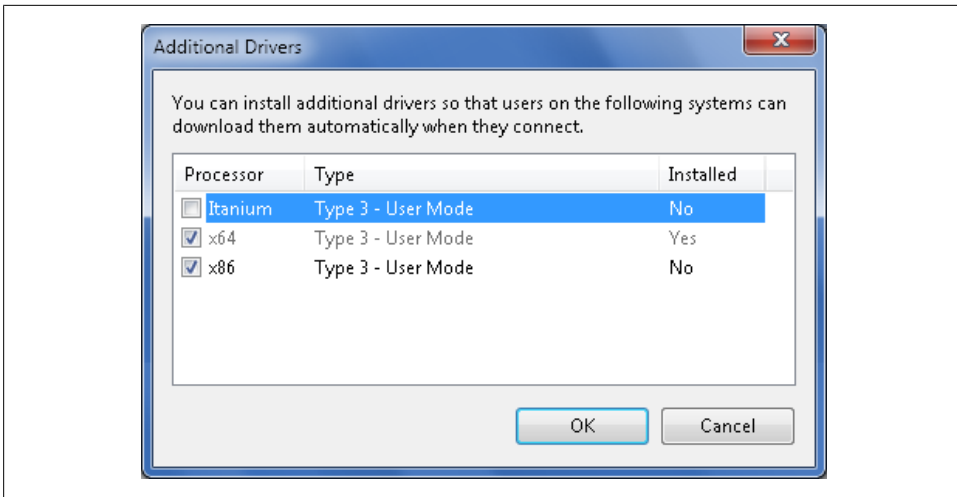 Additional Drivers
You can install additional drivers so that users on the following systems can
download them automatically when they connect.
Processor Type Installed
Itanium Type 3 - User Mode No
x64 Type 3 - User Mode Yes
x86 Type 3 - User Mode No
OK Cancel